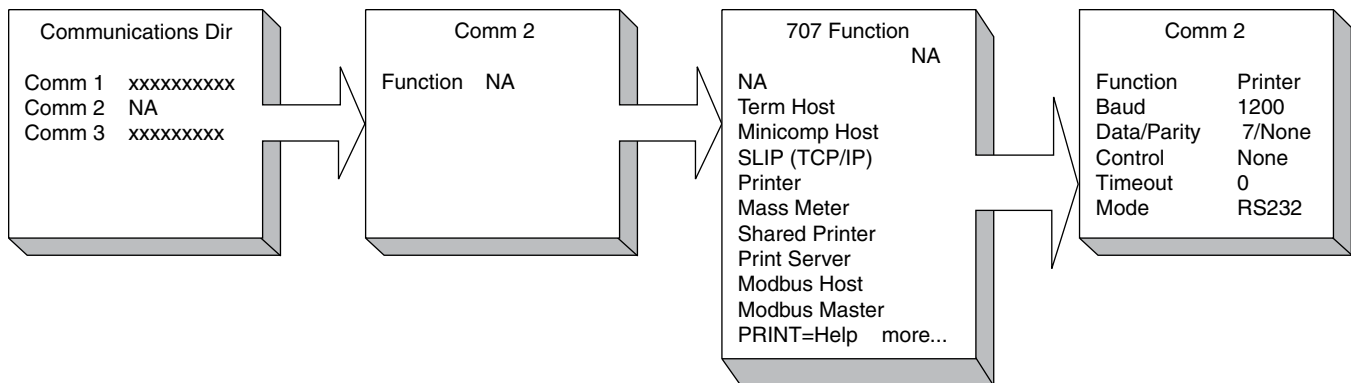 Communications Dir
Comm 1 xxxxxxxxxx
Comm 2 NA
Comm 3 xxxxxxxxx
Comm 2
Function NA
707 Function
NA
NA
Term Host
Minicomp Host
SLIP (TCP/IP)
Printer
Mass Meter
Shared Printer
Print Server
Modbus Host
Modbus Master
PRINT=Help more...
Comm 2
Function Printer
Baud 1200
Data/Parity 7/None
Control None
Timeout 0
Mode RS232